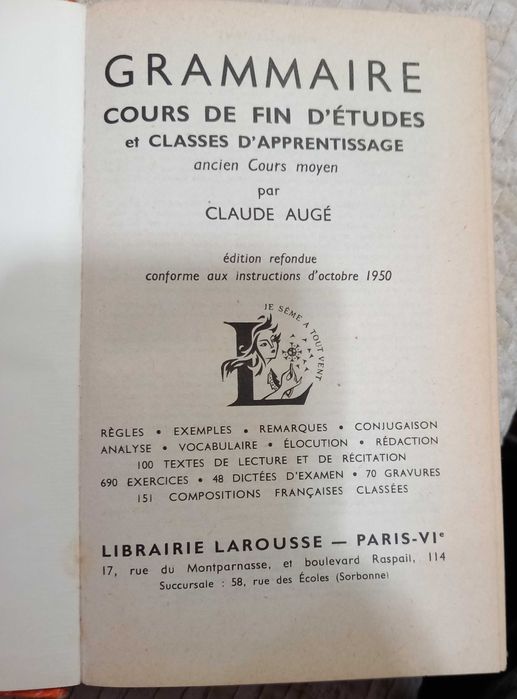 GRAMMAIRE
COURS DE FIN D'ÉTUDES
et CLASSES D'APPRENTISSAGE
ancien Cours moyen
par
CLAUDE AUGÉ
édition refondue
conforme aux instructions d'octobre 1950
JE SÈME A TOUT VENT
L
RÈGLES • EXEMPLES • REMARQUES • CONJUGAISON
ANALYSE • VOCABULAIRE • ÉLOCUTION • RÉDACTION
100 TEXTES DE LECTURE ET DE RÉCITATION
690 EXERCICES • 48 DICTÉES D'EXAMEN • 70 GRAVURES
151 COMPOSITIONS FRANÇAISES CLASSÉES
LIBRAIRIE LAROUSSE — PARIS-VIe
17, rue du Montparnasse, et boulevard Raspail, 114
Succursale : 58, rue des Écoles (Sorbonne)